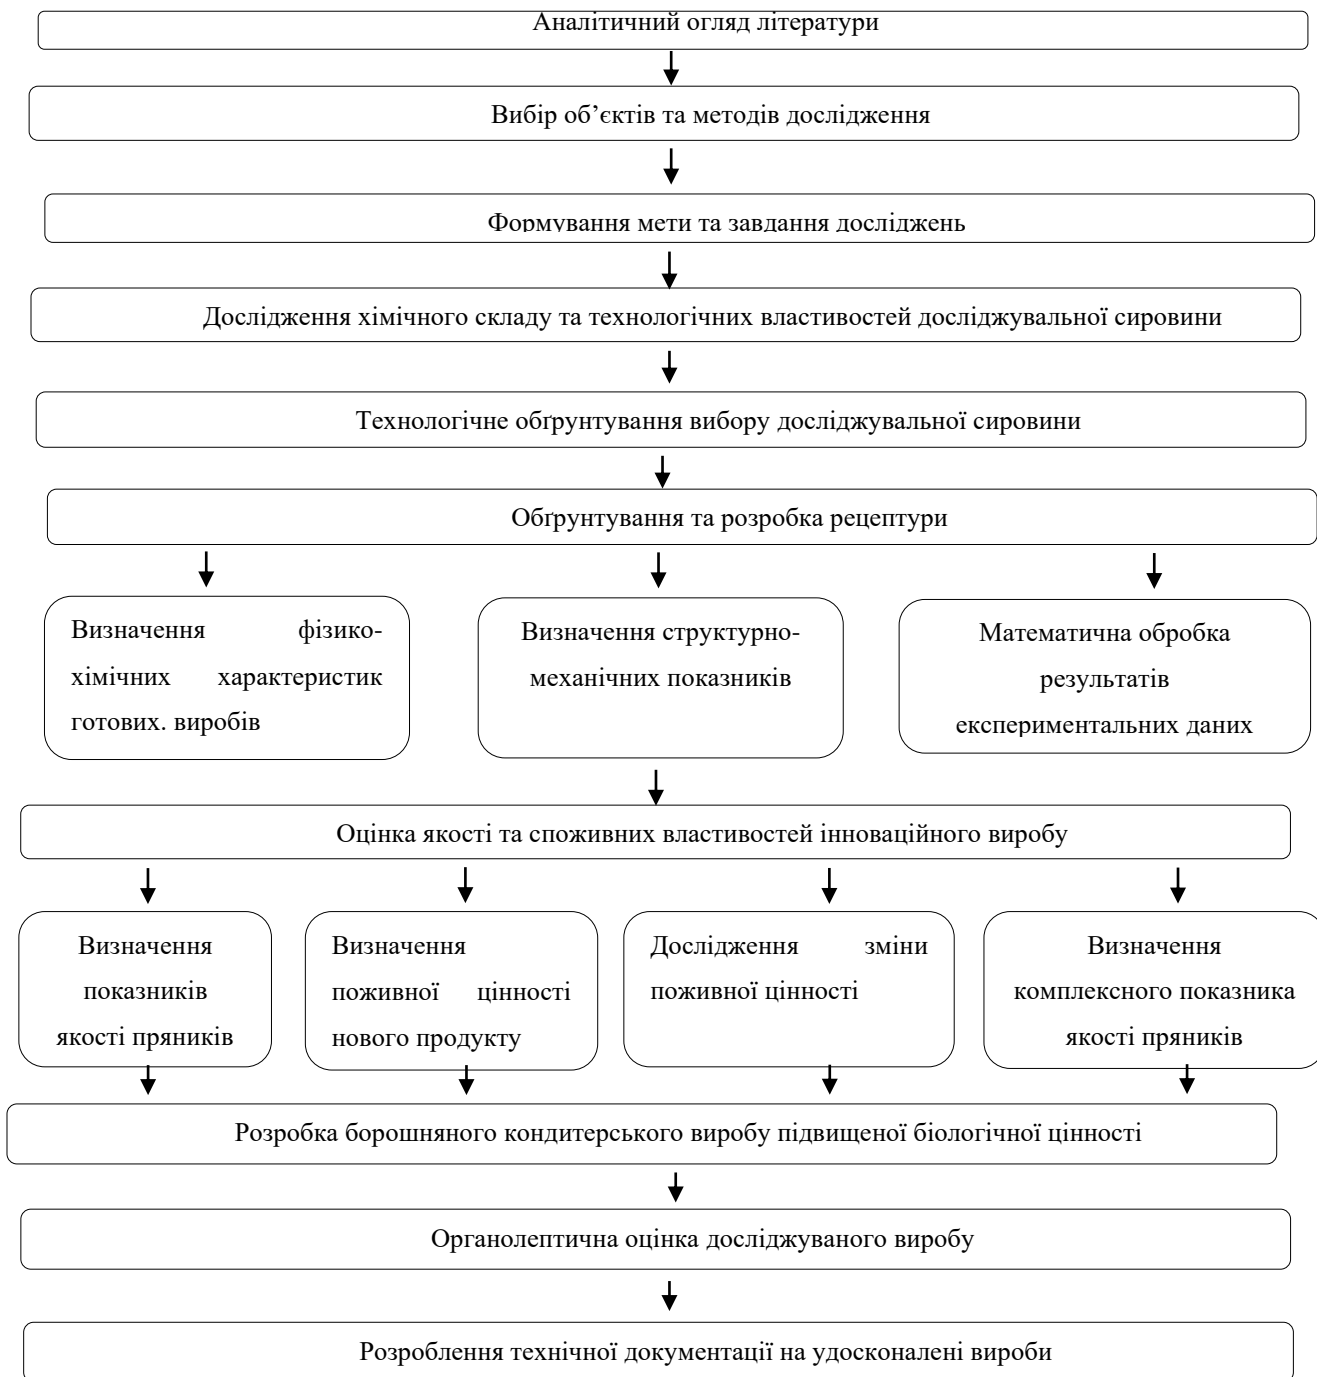 Аналітичний огляд літератури
Вибір об’єктів та методів дослідження
Формування мети та завдання досліджень
Дослідження хімічного складу та технологічних властивостей досліджувальної сировини
Технологічне обґрунтування вибору досліджувальної сировини
Обґрунтування та розробка рецептури
Визначення фізико-
хімічних характеристик
готових. виробів
Визначення структурно-
механічних показників
Математична обробка
результатів
експериментальних даних
Оцінка якості та споживних властивостей інноваційного виробу
Визначення
показників
якості пряників
Визначення
поживної цінності
нового продукту
Дослідження зміни
поживної цінності
Визначення
комплексного показника
якості пряників
Розробка борошняного кондитерського виробу підвищеної біологічної цінності
Органолептична оцінка досліджуваного виробу
Розроблення технічної документації на удосконалені вироби